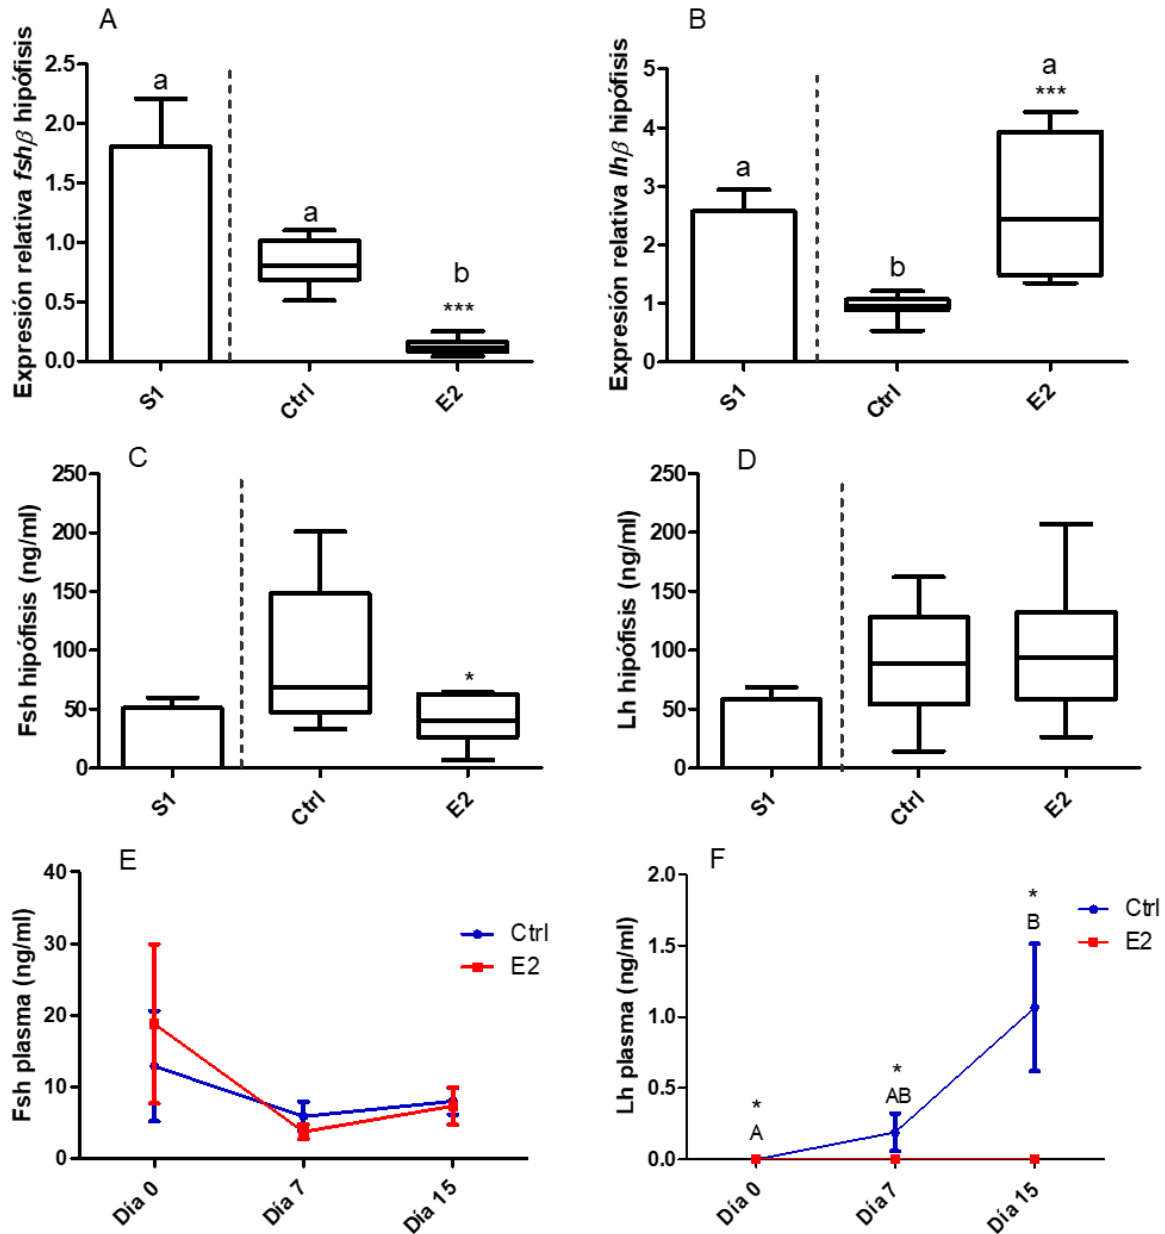 A
Expresión relativa fshβ hipófisis
2.5
2.0
1.5
1.0
0.5
0.0
a
a
b
***
S1
Ctrl
E2
B
Expresión relativa lhβ hipófisis
5
4
3
2
1
0
a
b
a
***
S1
Ctrl
E2
C
Fsh hipófisis (ng/ml)
250
200
150
100
50
0
*
S1
Ctrl
E2
D
Lh hipófisis (ng/ml)
250
200
150
100
50
0
S1
Ctrl
E2
E
Fsh plasma (ng/ml)
40
30
20
10
0
Ctrl
E2
Día 0
Día 7
Día 15
F
Lh plasma (ng/ml)
2.0
1.5
1.0
0.5
0.0
*
A
*
AB
*
B
Ctrl
E2
Día 0
Día 7
Día 15